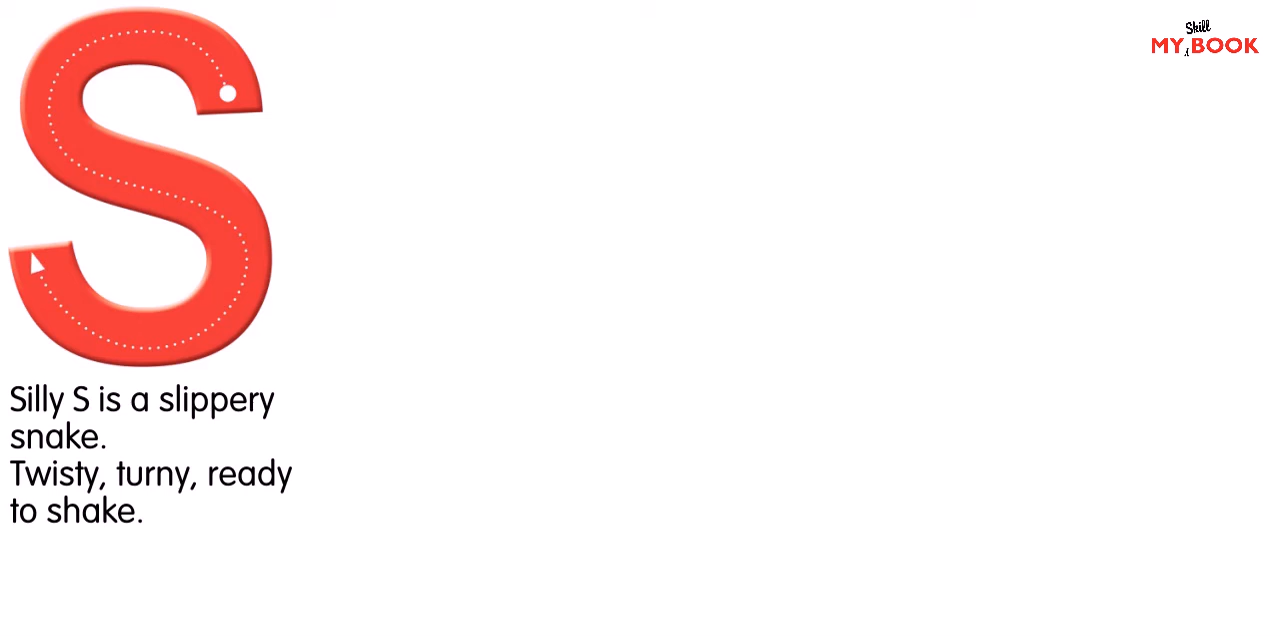 S
Skill
MY BOOK
Silly S is a slippery
snake.
Twisty, turny, ready
to shake.